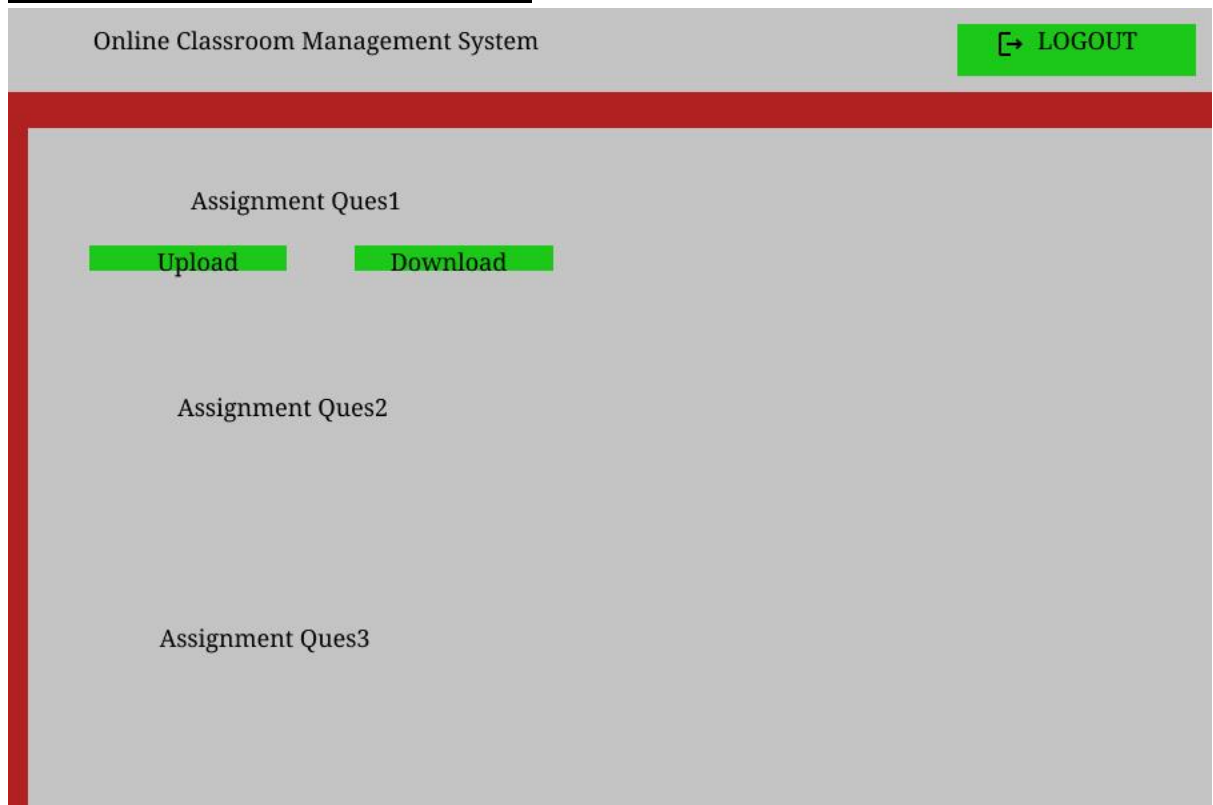 Online Classroom Management System
LOGOUT
Assignment Ques1
Upload Download
Assignment Ques2
Assignment Ques3